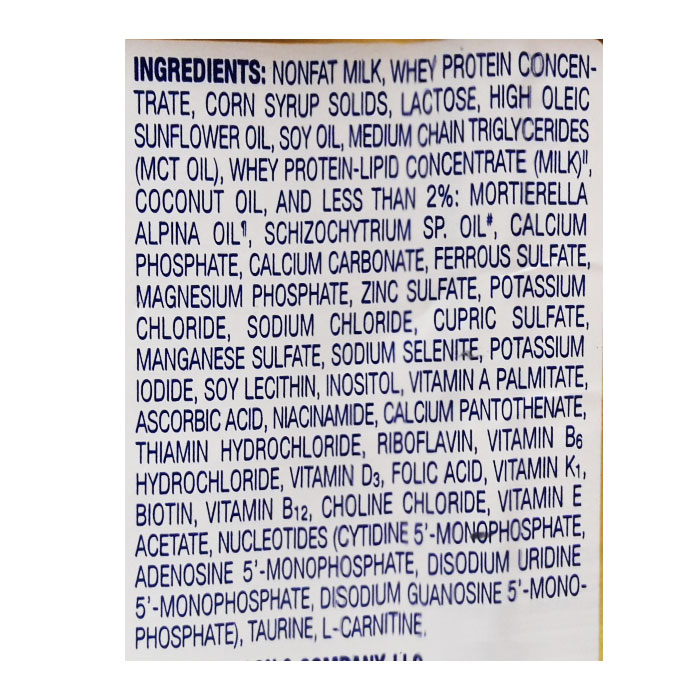 INGREDIENTS: NONFAT MILK, WHEY PROTEIN CONCEN-
TRATE, CORN SYRUP SOLIDS, LACTOSE, HIGH OLEIC
SUNFLOWER OIL, SOY OIL, MEDIUM CHAIN TRIGLYCERIDES
(MCT OIL), WHEY PROTEIN-LIPID CONCENTRATE (MILK)||,
COCONUT OIL, AND LESS THAN 2%: MORTIERELLA
ALPINA OIL¶, SCHIZOCHYTRIUM SP. OIL#, CALCIUM
PHOSPHATE, CALCIUM CARBONATE, FERROUS SULFATE,
MAGNESIUM PHOSPHATE, ZINC SULFATE, POTASSIUM
CHLORIDE, SODIUM CHLORIDE, CUPRIC SULFATE,
MANGANESE SULFATE, SODIUM SELENITE, POTASSIUM
IODIDE, SOY LECITHIN, INOSITOL, VITAMIN A PALMITATE,
ASCORBIC ACID, NIACINAMIDE, CALCIUM PANTOTHENATE,
THIAMIN HYDROCHLORIDE, RIBOFLAVIN, VITAMIN B6
HYDROCHLORIDE, VITAMIN D3, FOLIC ACID, VITAMIN K1,
BIOTIN, VITAMIN B12, CHOLINE CHLORIDE, VITAMIN E
ACETATE, NUCLEOTIDES (CYTIDINE 5'-MONOPHOSPHATE,
ADENOSINE 5'-MONOPHOSPHATE, DISODIUM URIDINE
5'-MONOPHOSPHATE, DISODIUM GUANOSINE 5'-MONO-
PHOSPHATE), TAURINE, L-CARNITINE.
COMPANY, LLC